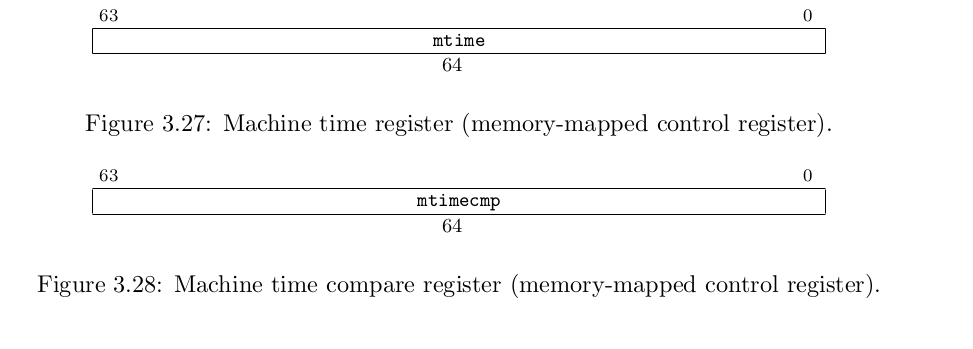 63 0
mtime
64
Figure 3.27: Machine time register (memory-mapped control register).
63 0
mtimecmp
64
Figure 3.28: Machine time compare register (memory-mapped control register).